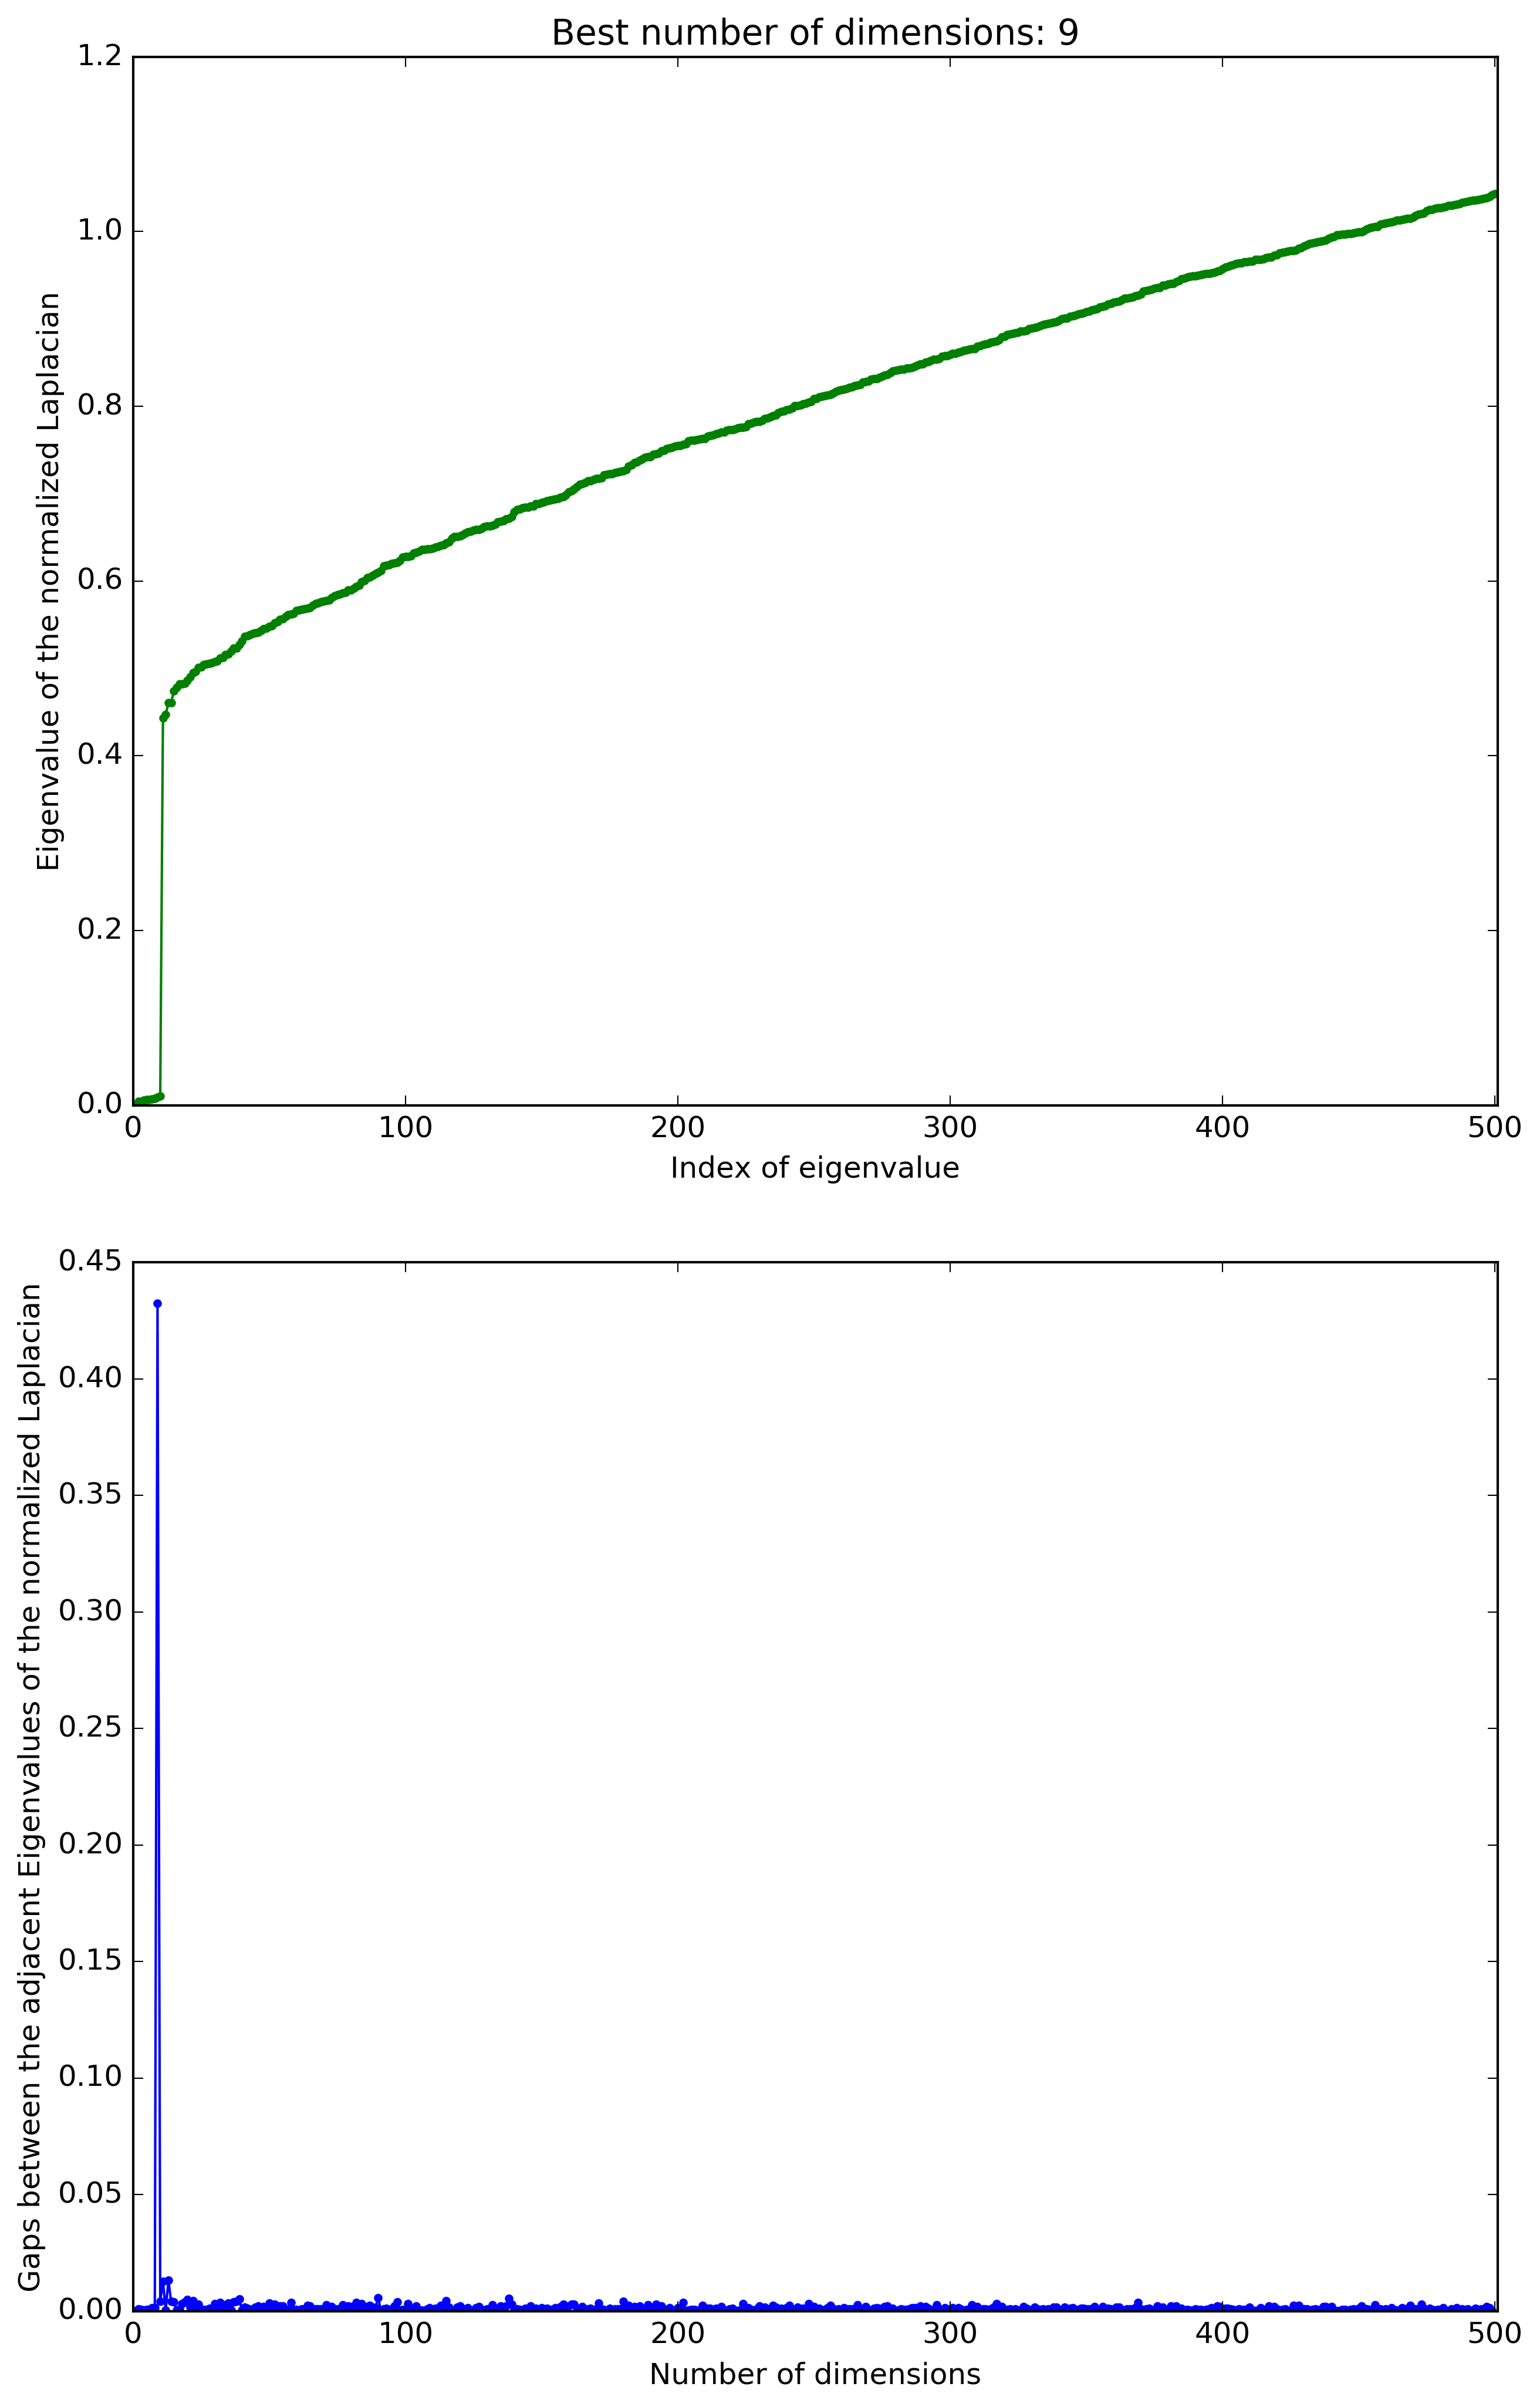 Best number of dimensions: 9
1.2
1.0
0.8
0.6
0.4
0.2
0.0
Eigenvalue of the normalized Laplacian
0 100 200 300 400 500
Index of eigenvalue
0.45
0.40
0.35
0.30
0.25
0.20
0.15
0.10
0.05
0.00
Gaps between the adjacent Eigenvalues of the normalized Laplacian
0 100 200 300 400 500
Number of dimensions